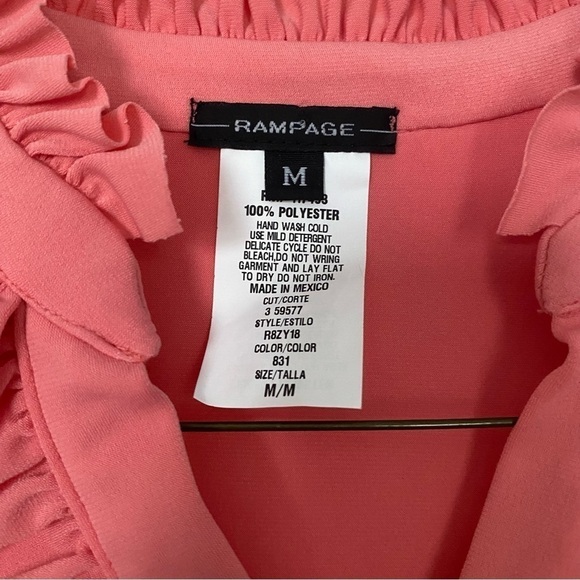 RAMPAGE
M
100% POLYESTER
HAND WASH COLD
USE MILD DETERGENT
DELICATE CYCLE DO NOT
BLEACH,DO NOT WRING
GARMENT AND LAY FLAT
TO DRY DO NOT IRON.
MADE IN MEXICO
CUT/CORTE
3 59577
STYLE/ESTILO
R8ZY18
COLOR/COLOR
831
SIZE/TALLA
M/M